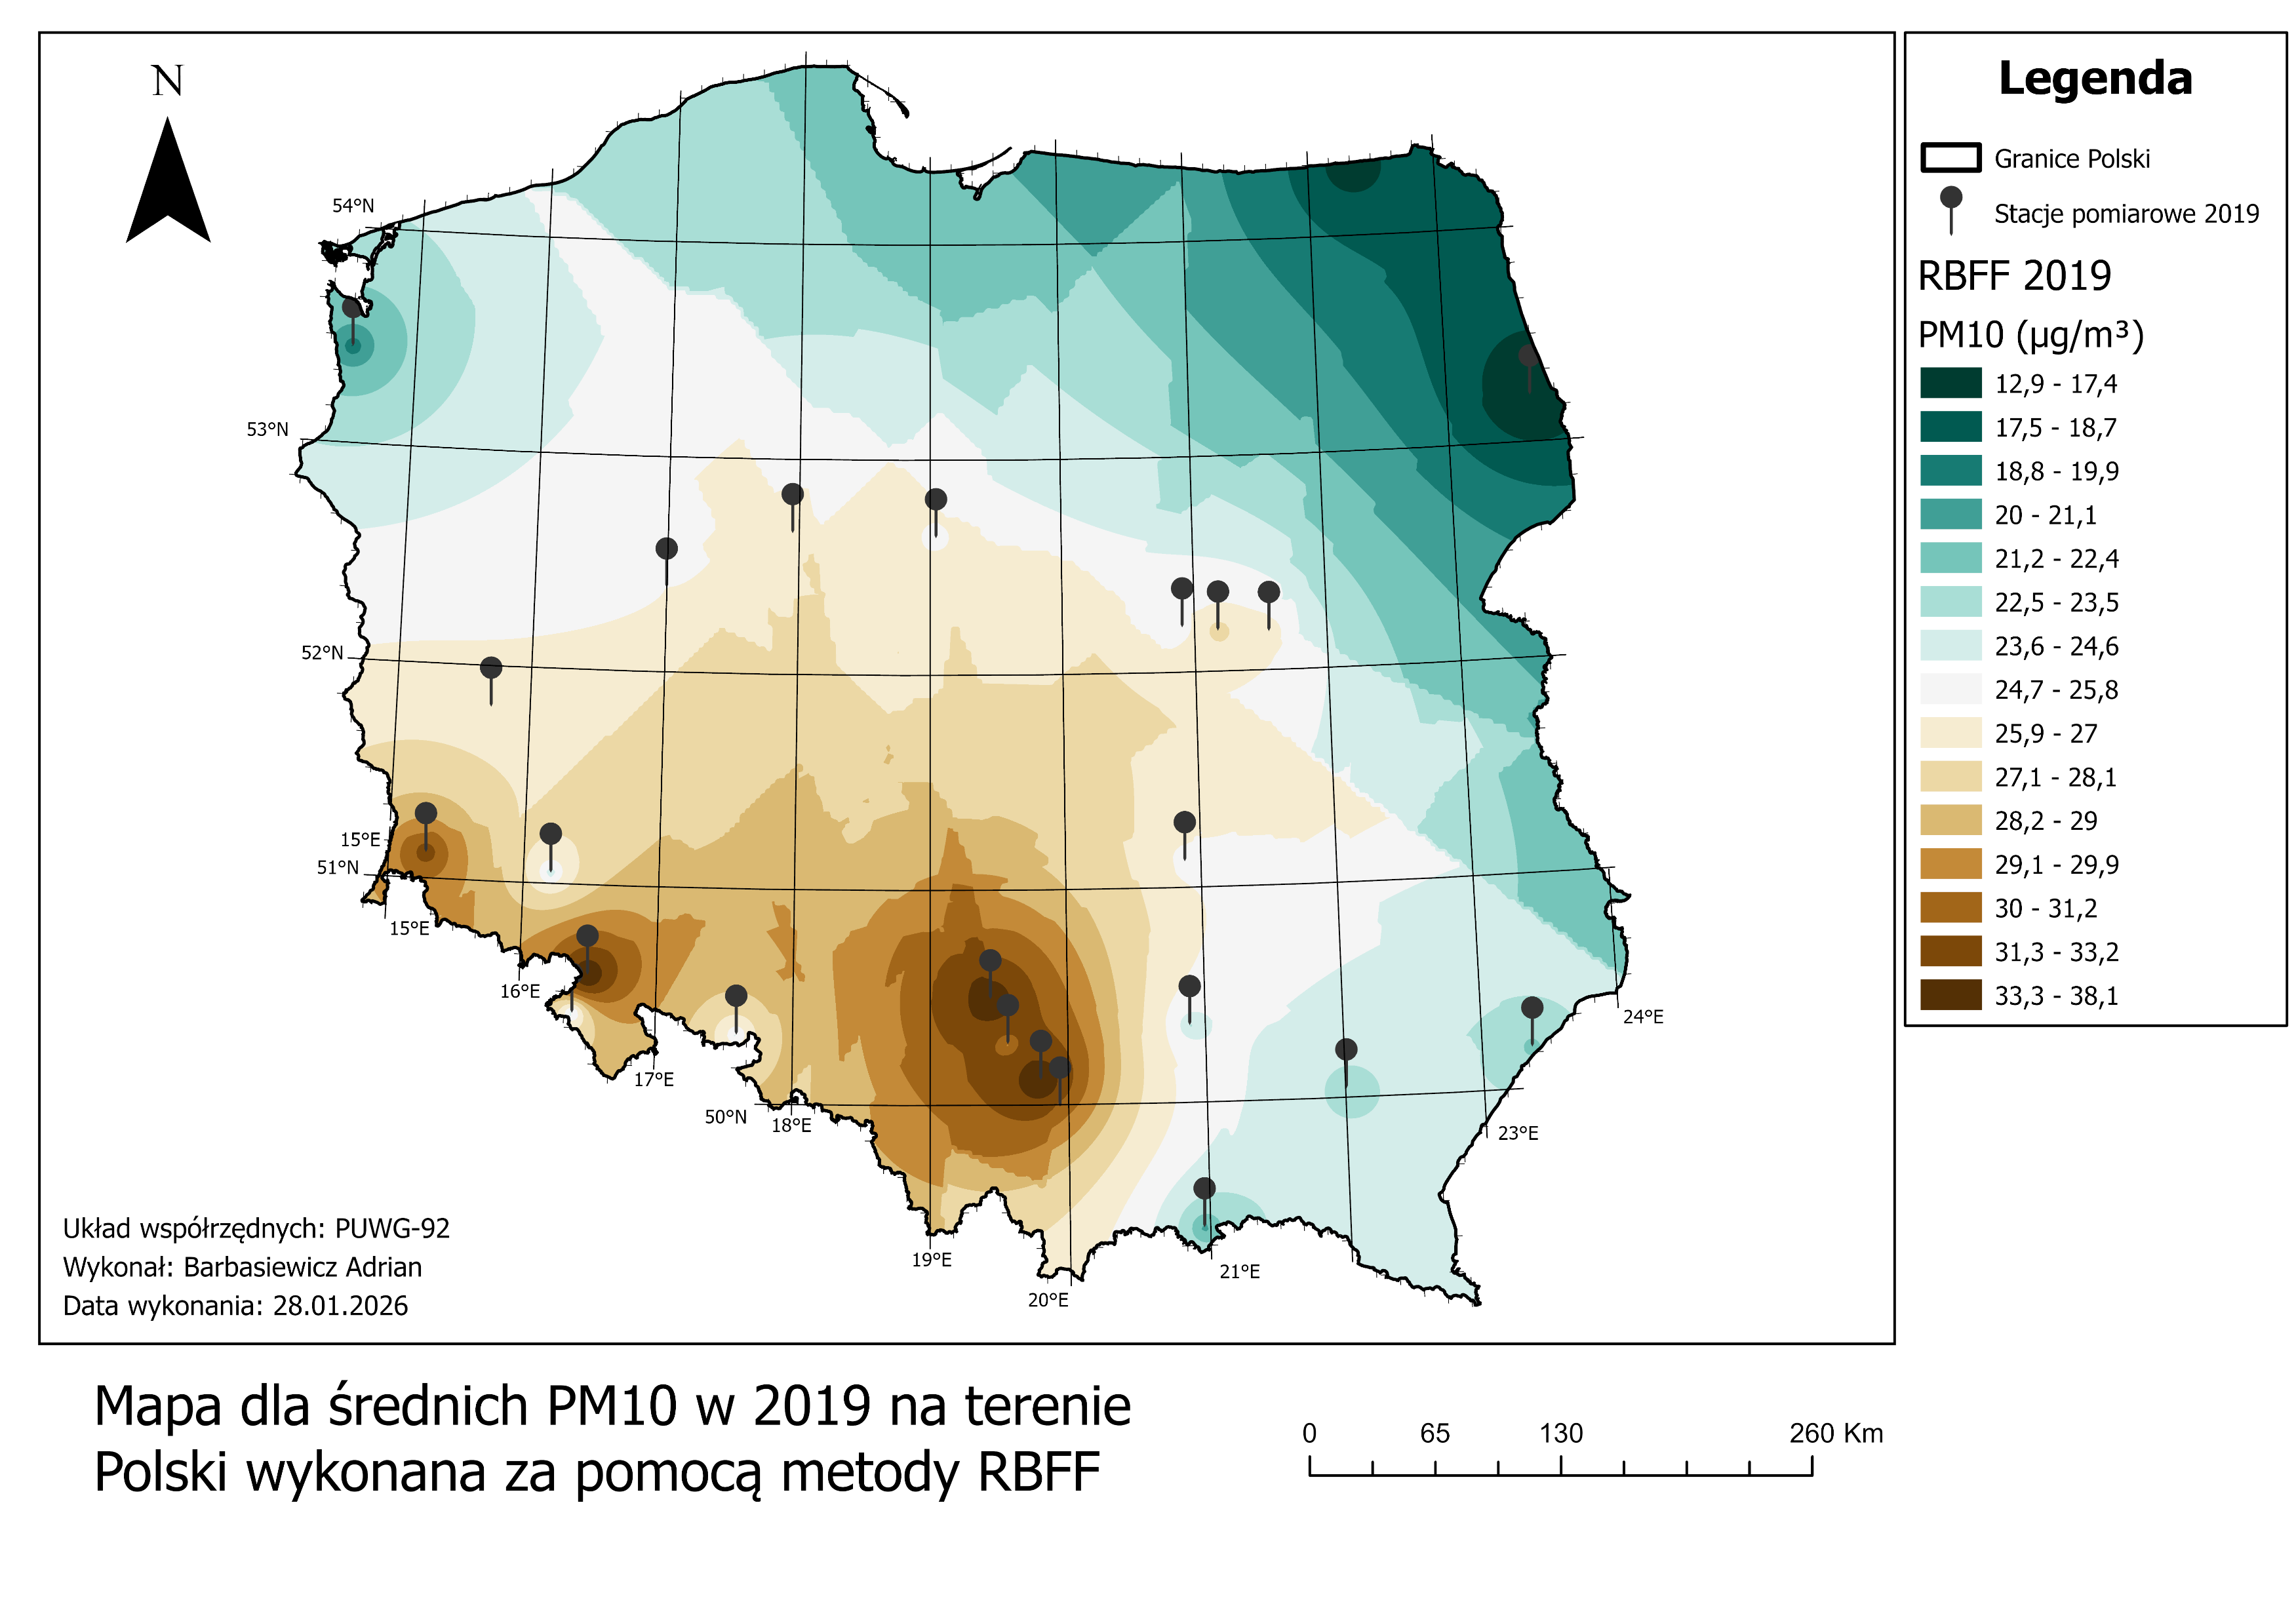 N
54°N
53°N
52°N
15°E
51°N
15°E
16°E
17°E
50°N
18°E
19°E
20°E
21°E
23°E
24°E
Układ współrzędnych: PUWG-92
Wykonał: Barbasiewicz Adrian
Data wykonania: 28.01.2026
Legenda
Granice Polski
Stacje pomiarowe 2019
RBFF 2019
PM10 (µg/m³)
12,9 - 17,4
17,5 - 18,7
18,8 - 19,9
20 - 21,1
21,2 - 22,4
22,5 - 23,5
23,6 - 24,6
24,7 - 25,8
25,9 - 27
27,1 - 28,1
28,2 - 29
29,1 - 29,9
30 - 31,2
31,3 - 33,2
33,3 - 38,1
Mapa dla średnich PM10 w 2019 na terenie
Polski wykonana za pomocą metody RBFF
0 65 130 260 Km